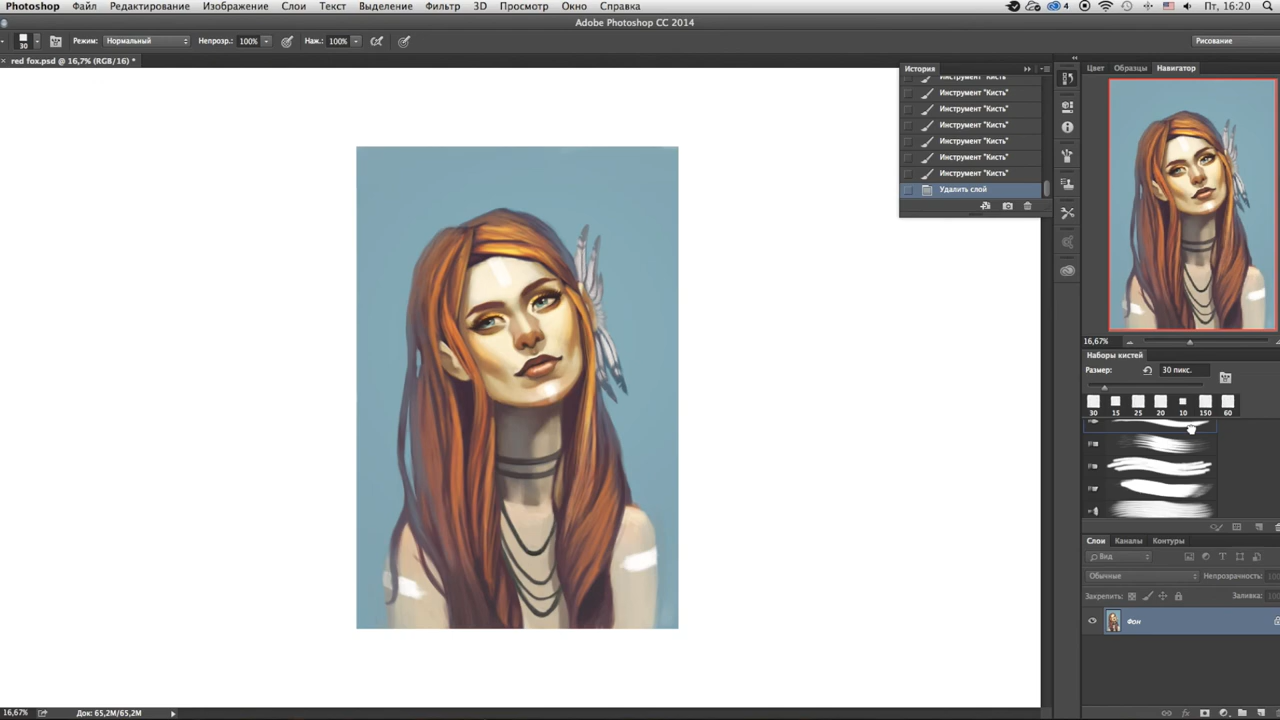 Photoshop Файл Редактирование Изображение Слои Текст Выделение Фильтр 3D Просмотр Окно Справка 4 Пт, 16:20
Adobe Photoshop CC 2014
30 Режим: Нормальный Непрозр.: 100% Наж.: 100% Рисование
red fox.psd @ 16,7% (RGB/16) *
История
Инструмент "Кисть"
Инструмент "Кисть"
Инструмент "Кисть"
Инструмент "Кисть"
Инструмент "Кисть"
Инструмент "Кисть"
Инструмент "Кисть"
Удалить слой
Цвет Образцы Навигатор
16,67%
Наборы кистей
Размер: 30 пикс.
30 15 25 20 10 150 60
Слои Каналы Контуры
Вид
Обычные Непрозрачность: 100
Закрепить: Заливка: 100
Фон
16,67% Док: 65,2M/65,2M